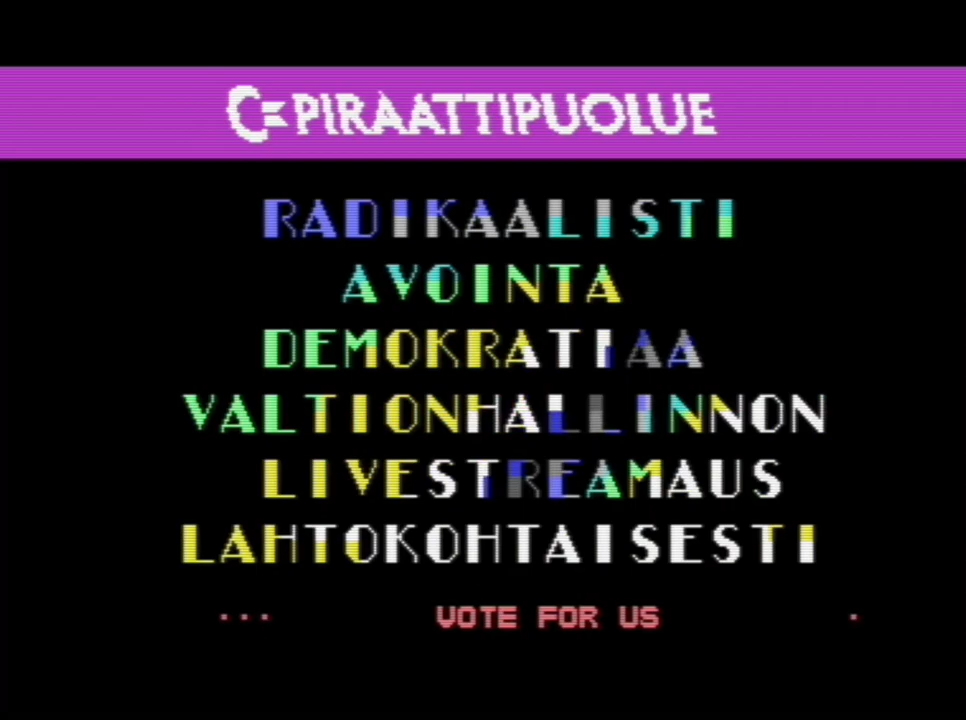 PIRAATTIPUOLUE
RADIKAALISTI
AVOINTA
DEMOKRATIAA
VALTIONHALLINNON
LIVESTREAMAUS
LAHTOKOHTAISESTI
... VOTE FOR US .